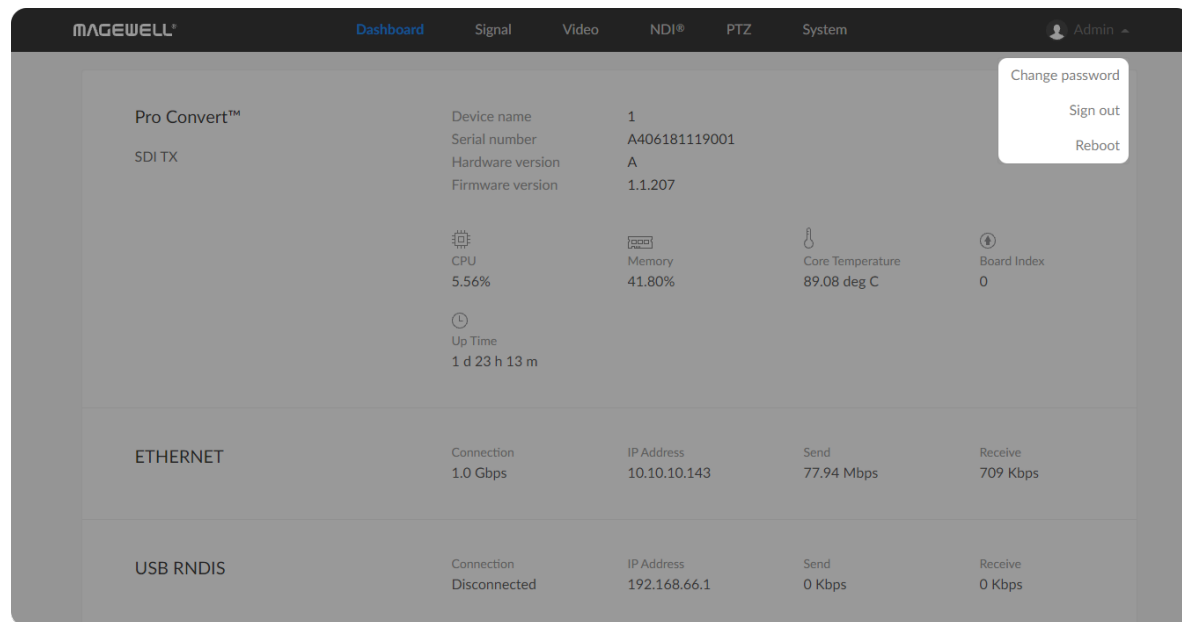 MAGEWELL®
Dashboard Signal Video NDI® PTZ System Admin
Change password
Sign out
Reboot
Pro Convert™
SDI TX
Device name 1
Serial number A406181119001
Hardware version A
Firmware version 1.1.207
CPU Memory Core Temperature Board Index
5.56% 41.80% 89.08 deg C 0
Up Time
1 d 23 h 13 m
ETHERNET
Connection IP Address Send Receive
1.0 Gbps 10.10.10.143 77.94 Mbps 709 Kbps
USB RNDIS
Connection IP Address Send Receive
Disconnected 192.168.66.1 0 Kbps 0 Kbps